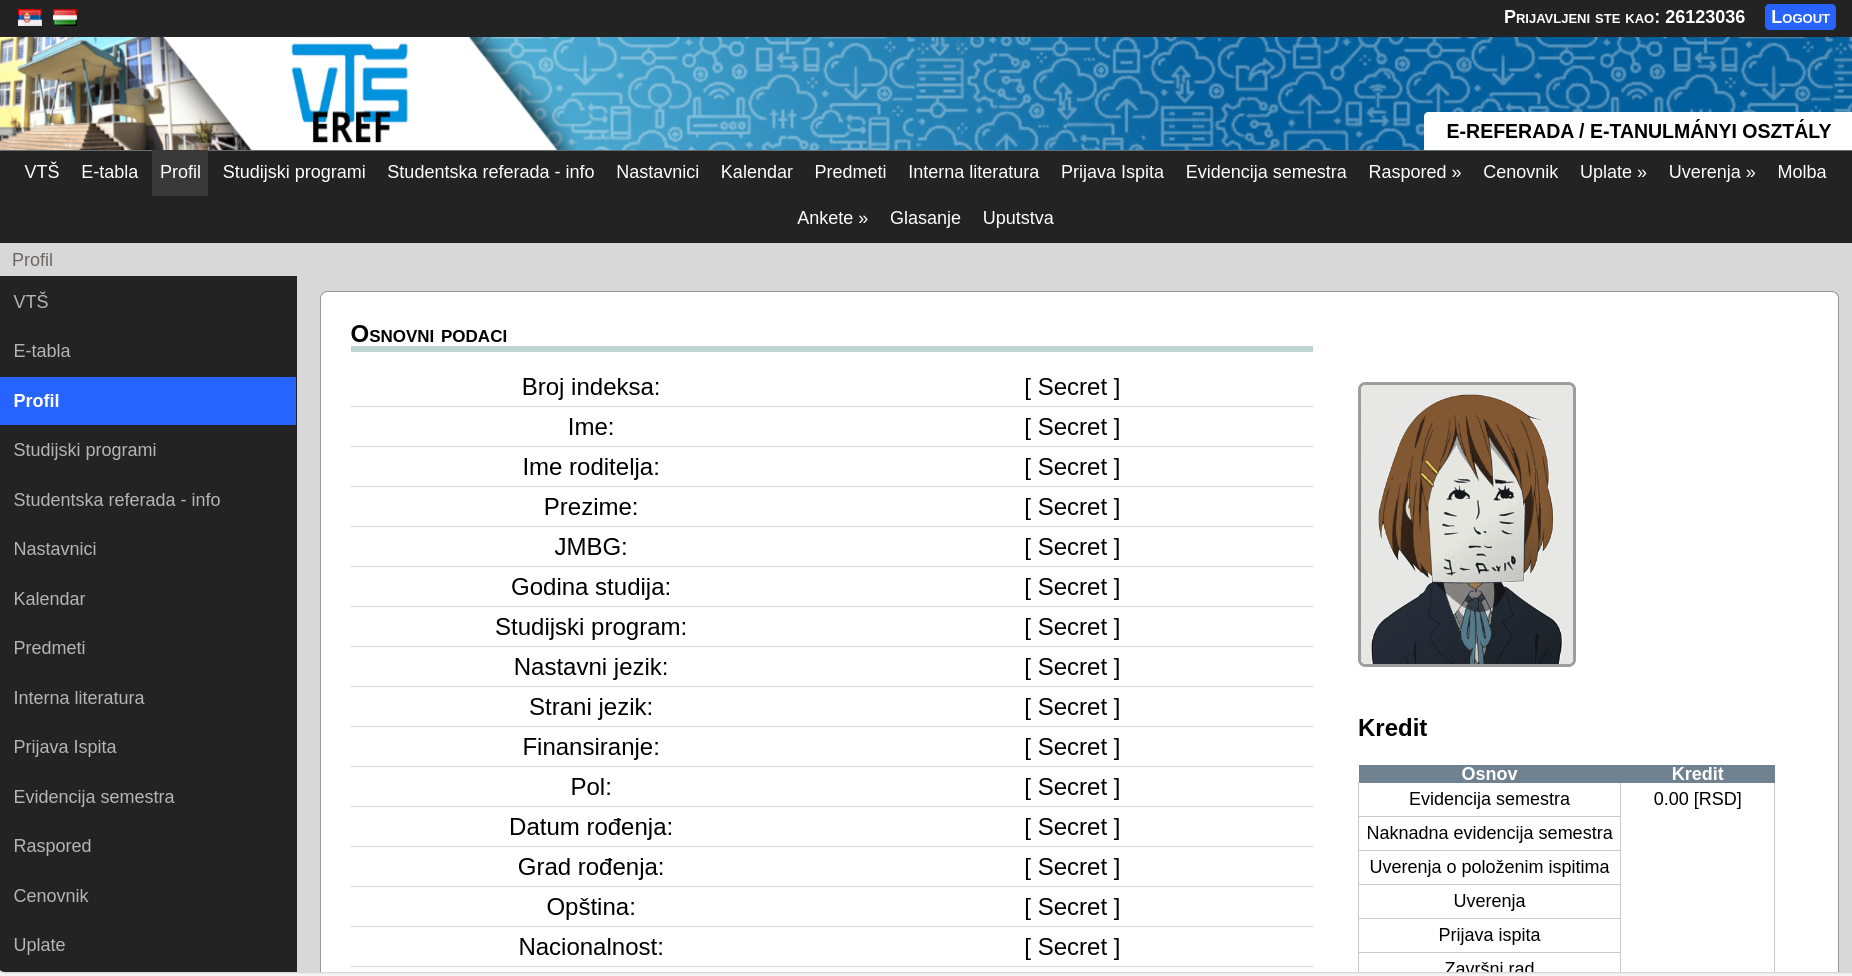 Prijavljeni ste kao: 26123036 Logout
VTŠ
EREF
E-REFERADA / E-TANULMÁNYI OSZTÁLY
VTŠ E-tabla Profil Studijski programi Studentska referada - info Nastavnici Kalendar Predmeti Interna literatura Prijava Ispita Evidencija semestra Raspored » Cenovnik Uplate » Uverenja » Molba
Ankete » Glasanje Uputstva
Profil
VTŠ
E-tabla
Profil
Studijski programi
Studentska referada - info
Nastavnici
Kalendar
Predmeti
Interna literatura
Prijava Ispita
Evidencija semestra
Raspored
Cenovnik
Uplate
Osnovni podaci
Broj indeksa: [ Secret ]
Ime: [ Secret ]
Ime roditelja: [ Secret ]
Prezime: [ Secret ]
JMBG: [ Secret ]
Godina studija: [ Secret ]
Studijski program: [ Secret ]
Nastavni jezik: [ Secret ]
Strani jezik: [ Secret ]
Finansiranje: [ Secret ]
Pol: [ Secret ]
Datum rođenja: [ Secret ]
Grad rođenja: [ Secret ]
Opština: [ Secret ]
Nacionalnost: [ Secret ]
ヨーロッパ
Kredit
Osnov Kredit
Evidencija semestra 0.00 [RSD]
Naknadna evidencija semestra
Uverenja o položenim ispitima
Uverenja
Prijava ispita
Završni rad